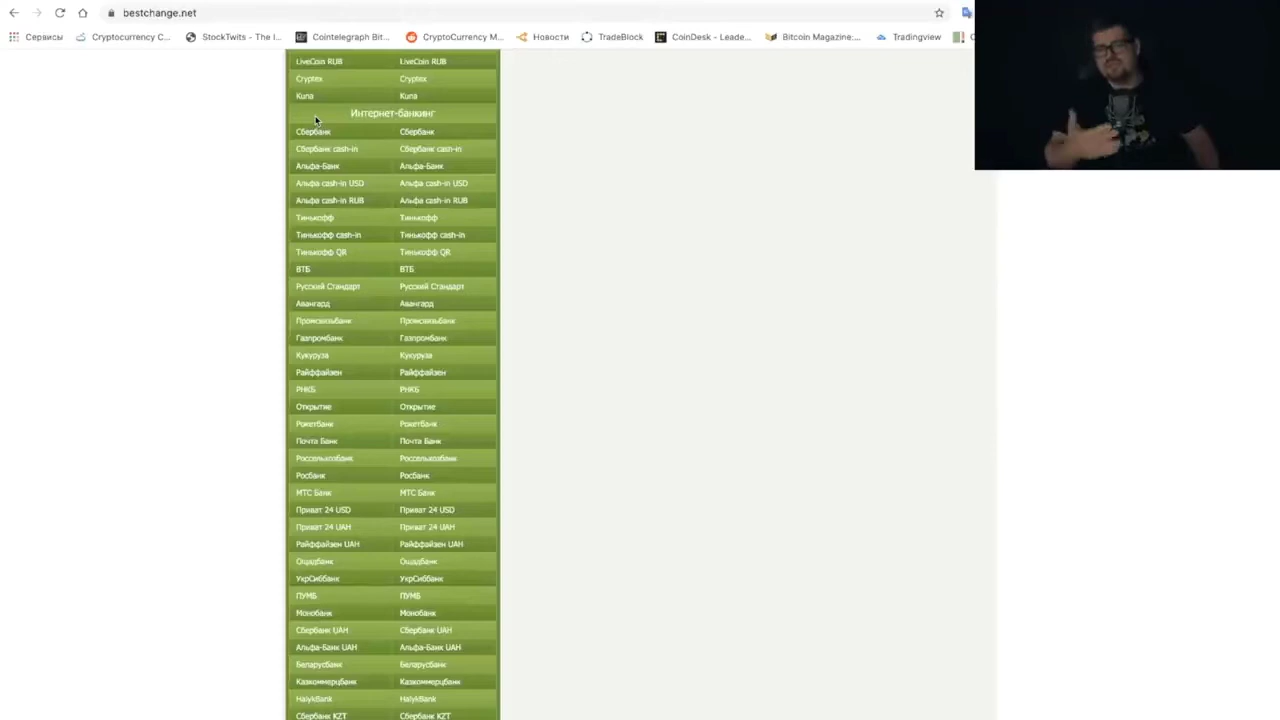 bestchange.net
Сервисы Cryptocurrency C... StockTwits - The I... Cointelegraph Bit... CryptoCurrency M... Новости TradeBlock CoinDesk - Leade... Bitcoin Magazine:... Tradingview
LiveCoin RUB LiveCoin RUB
Cryptex Cryptex
Kuna Kuna
Интернет-банкинг
Сбербанк Сбербанк
Сбербанк cash-in Сбербанк cash-in
Альфа-Банк Альфа-Банк
Альфа cash-in USD Альфа cash-in USD
Альфа cash-in RUB Альфа cash-in RUB
Тинькофф Тинькофф
Тинькофф cash-in Тинькофф cash-in
Тинькофф QR Тинькофф QR
ВТБ ВТБ
Русский Стандарт Русский Стандарт
Авангард Авангард
Промсвязьбанк Промсвязьбанк
Газпромбанк Газпромбанк
Кукуруза Кукуруза
Райффайзен Райффайзен
РНКБ РНКБ
Открытие Открытие
Рокетбанк Рокетбанк
Почта Банк Почта Банк
Россельхозбанк Россельхозбанк
Росбанк Росбанк
МТС Банк МТС Банк
Приват 24 USD Приват 24 USD
Приват 24 UAH Приват 24 UAH
Райффайзен UAH Райффайзен UAH
Ощадбанк Ощадбанк
УкрСиббанк УкрСиббанк
ПУМБ ПУМБ
Монобанк Монобанк
Сбербанк UAH Сбербанк UAH
Альфа-Банк UAH Альфа-Банк UAH
Беларусбанк Беларусбанк
Казкоммерцбанк Казкоммерцбанк
HalykBank HalykBank
Сбербанк KZT Сбербанк KZT